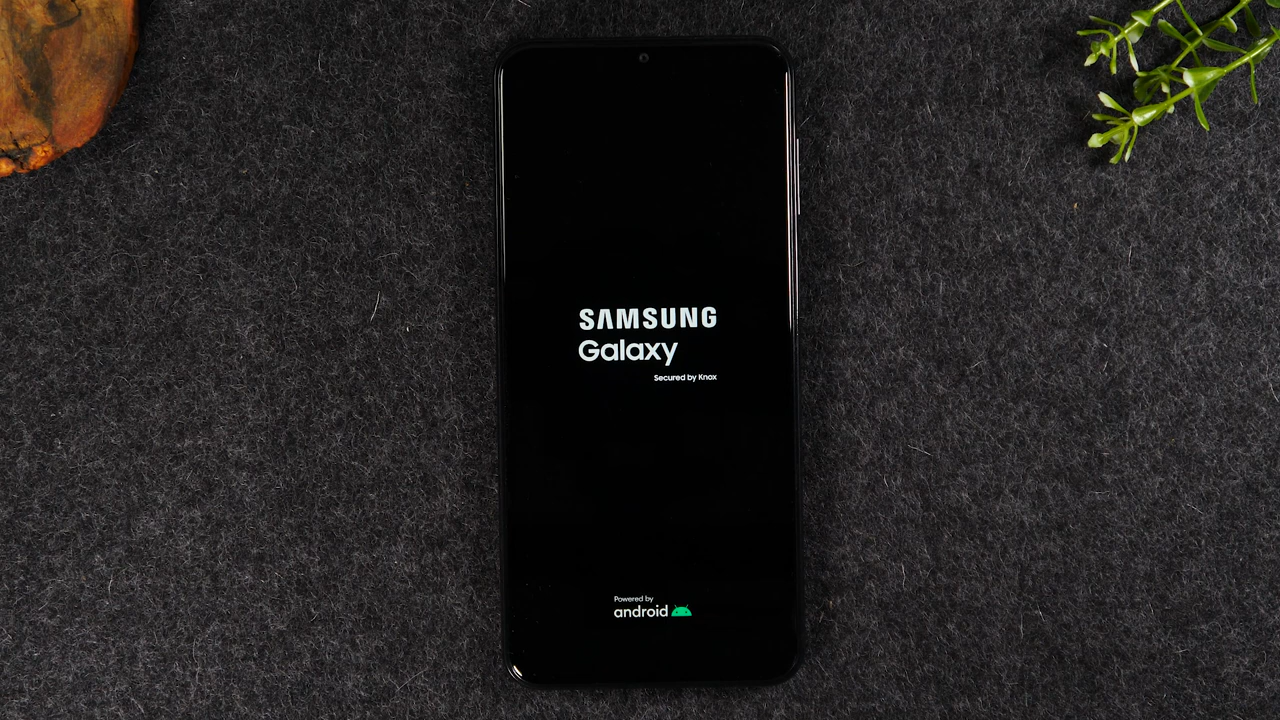 SAMSUNG
Galaxy
Secured by Knox
Powered by
android